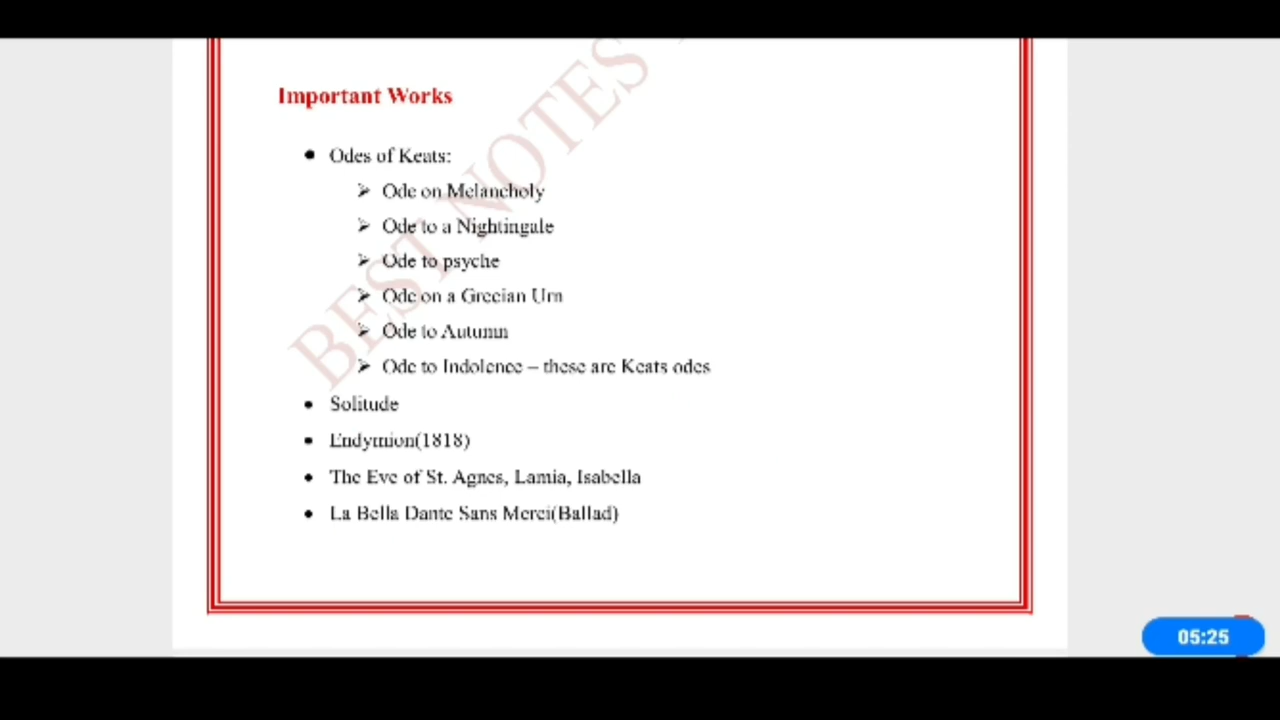 Important Works
• Odes of Keats:
➢ Ode on Melancholy
➢ Ode to a Nightingale
➢ Ode to psyche
➢ Ode on a Grecian Urn
➢ Ode to Autumn
➢ Ode to Indolence – these are Keats odes
• Solitude
• Endymion(1818)
• The Eve of St. Agnes, Lamia, Isabella
• La Bella Dante Sans Merci(Ballad)
BEST NOTES
05:25